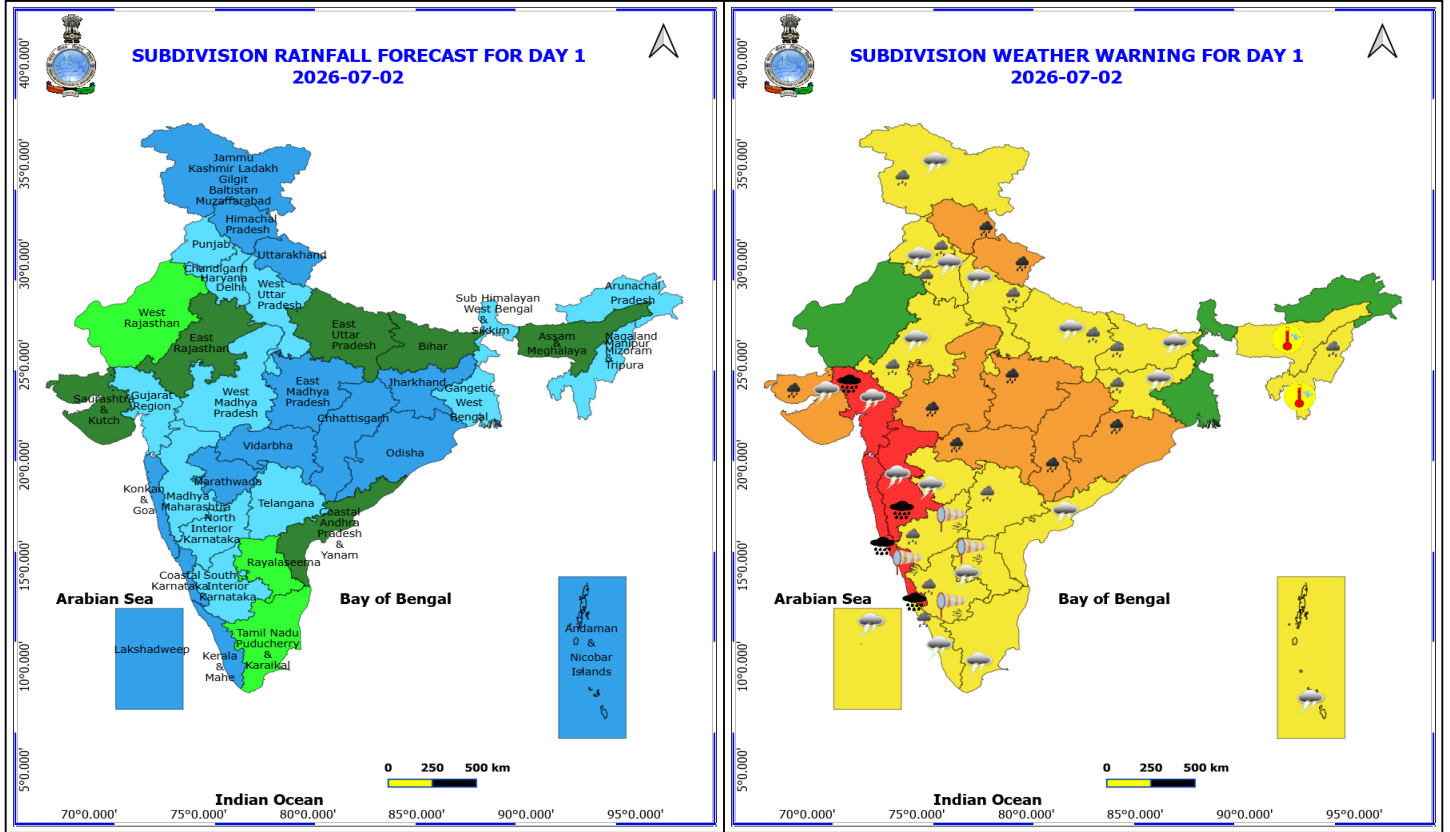 SUBDIVISION RAINFALL FORECAST FOR DAY 1
2026-07-02
40°0.000'
35°0.000'
30°0.000'
25°0.000'
20°0.000'
15°0.000'
10°0.000'
5°0.000'
Jammu
Kashmir Ladakh
Gilgit
Baltistan
Muzaffarabad
Himachal
Pradesh
Punjab
Uttarakhand
Chandigarh
Haryana
Delhi
West
Uttar
Pradesh
Arunachal
Pradesh
Sub Himalayan
West Bengal
&
Sikkim
West
Rajasthan
East
Rajasthan
East
Uttar
Pradesh
Bihar
Assam
&
Meghalaya
Nagaland
Manipur
Mizoram
&
Tripura
Saurashtra
&
Kutch
Gujarat
Region
West
Madhya
Pradesh
East
Madhya
Pradesh
Jharkhand
Gangetic
West
Bengal
Chhattisgarh
Vidarbha
Odisha
Konkan
&
Goa
Madhya
Maharashtra
Marathwada
Telangana
North
Interior
Karnataka
Coastal
Andhra
Pradesh
&
Yanam
Rayalaseema
Coastal
Karnataka
South
Interior
Karnataka
Arabian Sea
Bay of Bengal
Lakshadweep
Kerala
&
Mahe
Tamil Nadu
Puducherry
&
Karaikal
Andaman
&
Nicobar
Islands
0 250 500 km
Indian Ocean
70°0.000' 75°0.000' 80°0.000' 85°0.000' 90°0.000' 95°0.000'
SUBDIVISION WEATHER WARNING FOR DAY 1
2026-07-02
40°0.000'
35°0.000'
30°0.000'
25°0.000'
20°0.000'
15°0.000'
10°0.000'
5°0.000'
Arabian Sea
Bay of Bengal
0 250 500 km
Indian Ocean
70°0.000' 75°0.000' 80°0.000' 85°0.000' 90°0.000' 95°0.000'